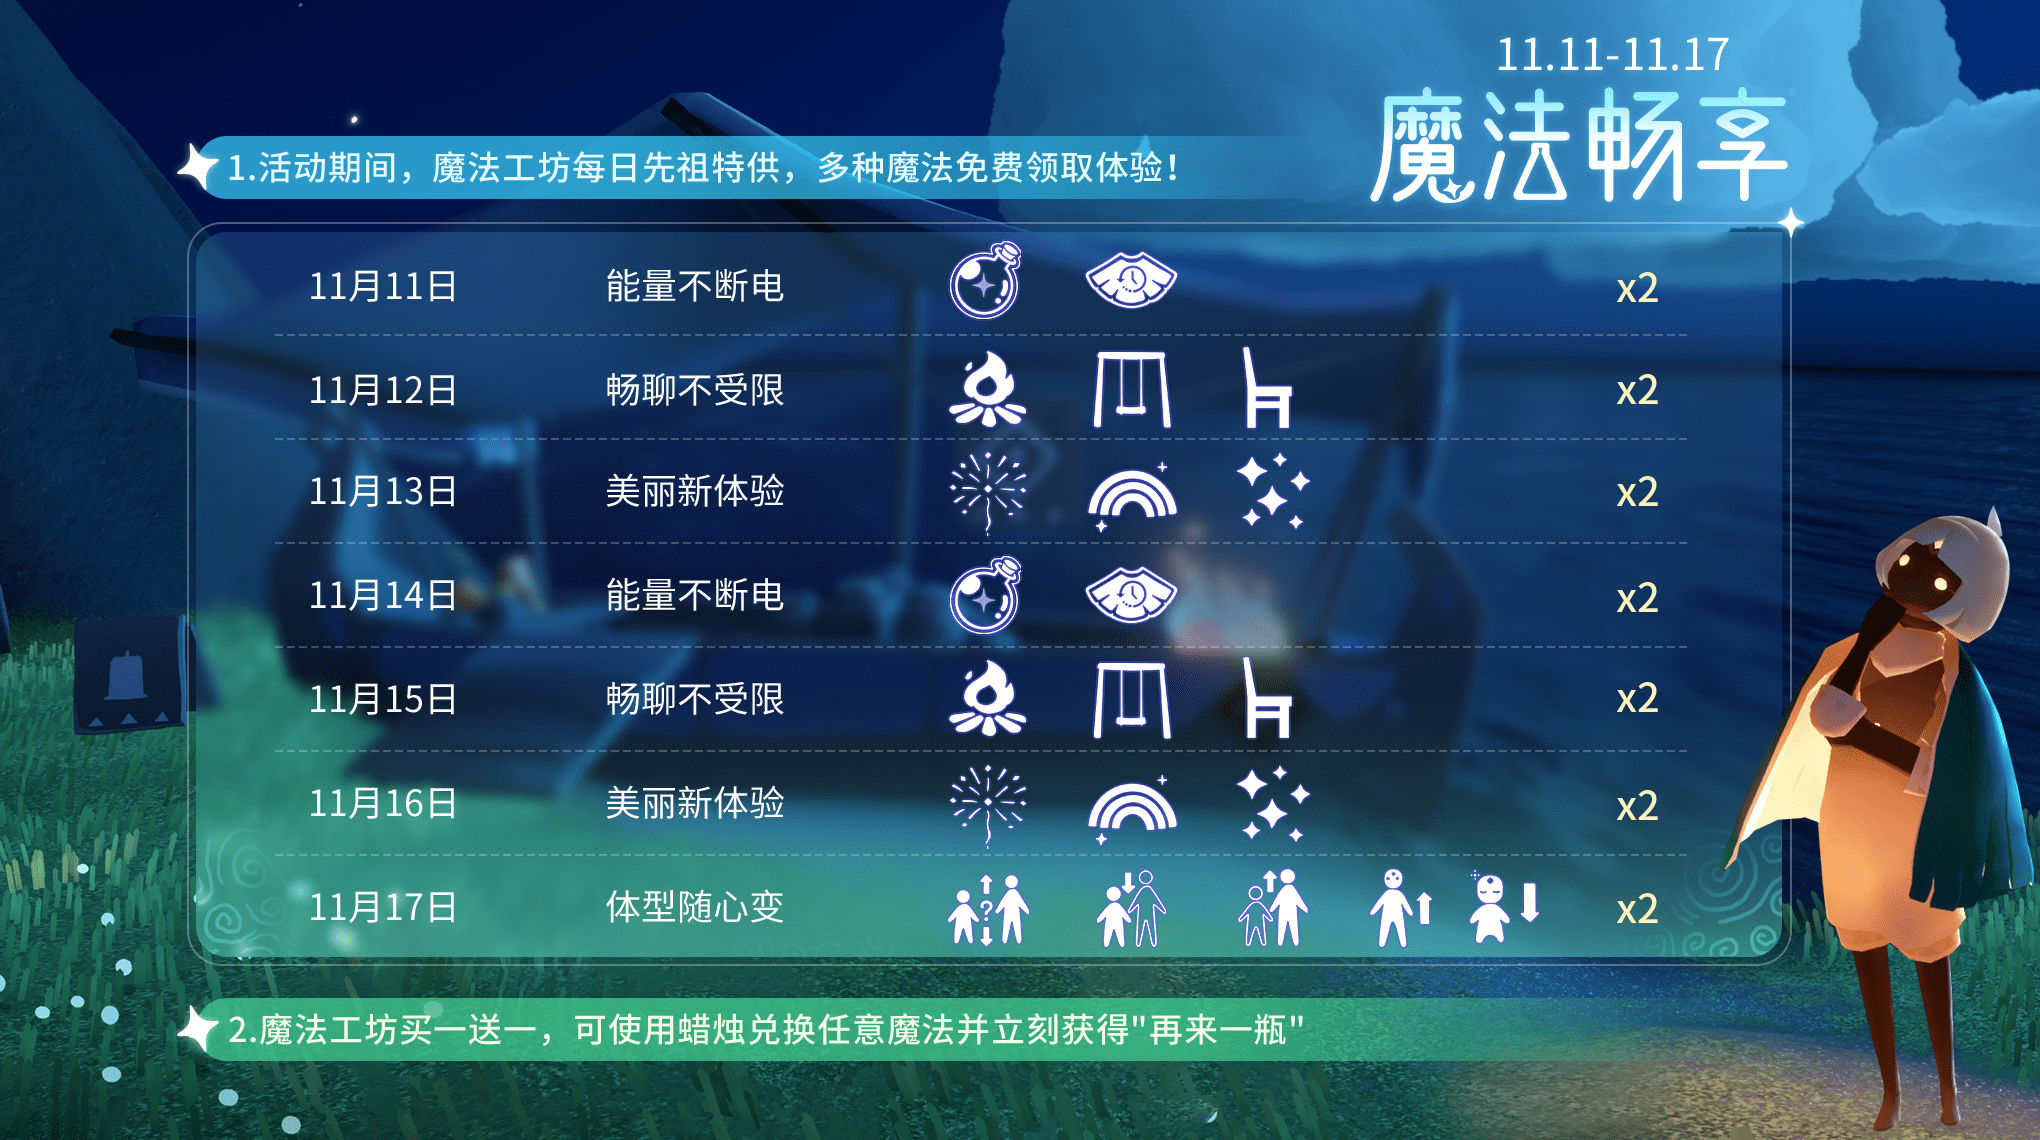 11.11-11.17
魔法畅享
1.活动期间，魔法工坊每日先祖特供，多种魔法免费领取体验！
11月11日 能量不断电 x2
11月12日 畅聊不受限 x2
11月13日 美丽新体验 x2
11月14日 能量不断电 x2
11月15日 畅聊不受限 x2
11月16日 美丽新体验 x2
11月17日 体型随心变 ? x2
2.魔法工坊买一送一，可使用蜡烛兑换任意魔法并立刻获得"再来一瓶"